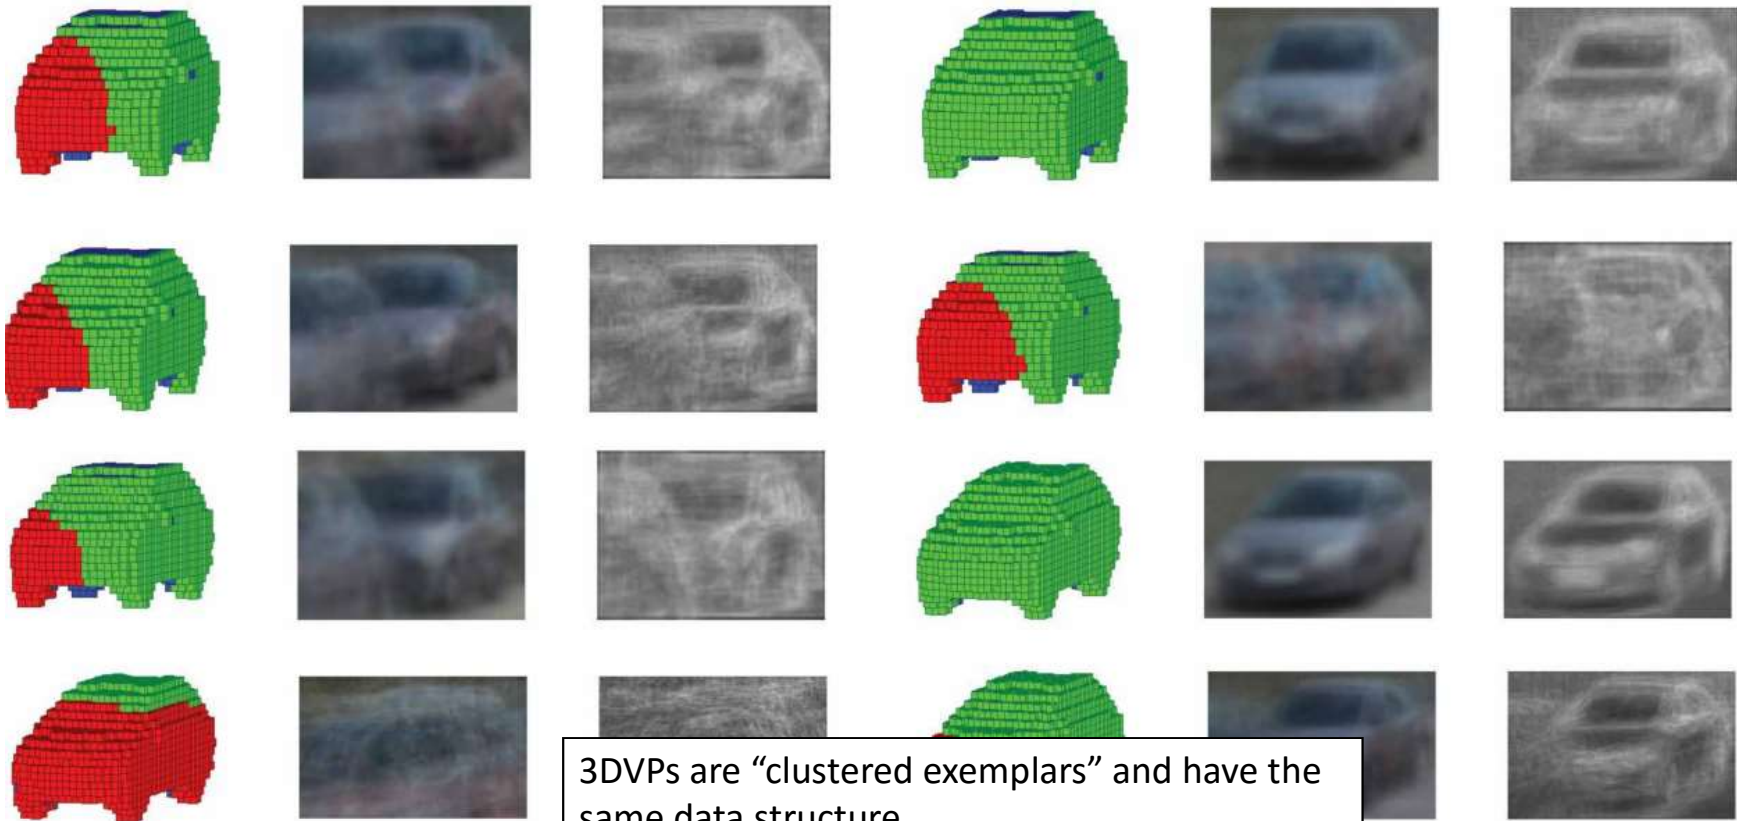 3DVPs are “clustered exemplars” and have the
same data structure